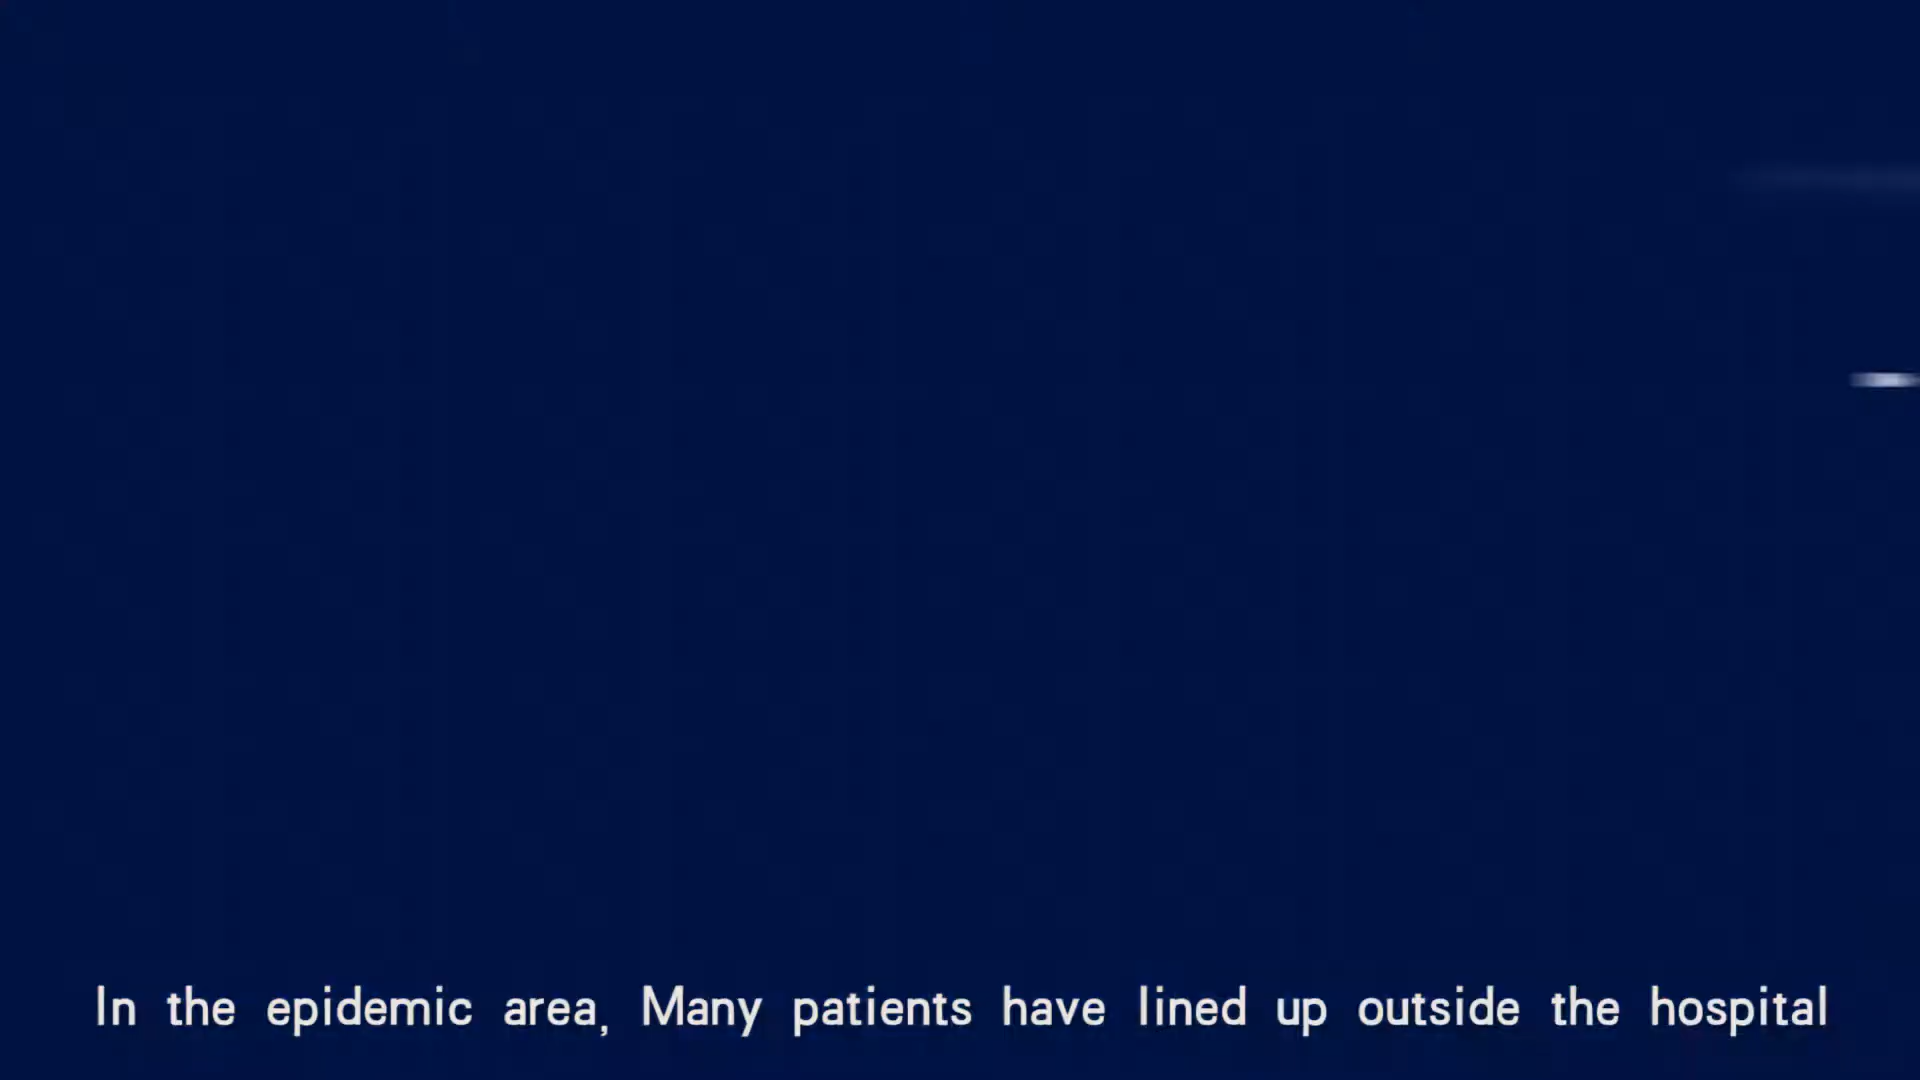 In the epidemic area, Many patients have lined up outside the hospital